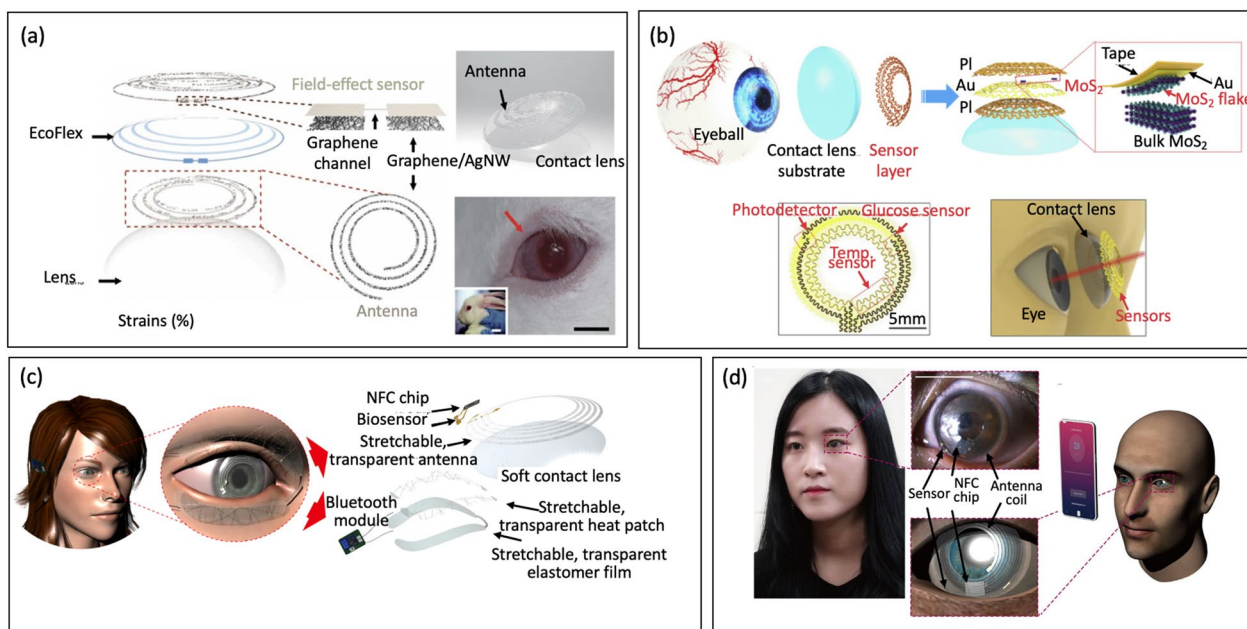 (a)
Field-effect sensor
Antenna
EcoFlex
Graphene
channel
Graphene/AgNW
Contact lens
Lens
Antenna
Strains (%)
(b)
Eyeball
Contact lens
substrate
Sensor
layer
PI
Au
PI
MoS2
Tape
Au
MoS2 flake
Bulk MoS2
Photodetector
Glucose sensor
Temp.
sensor
5mm
Contact lens
Eye
Sensors
(c)
NFC chip
Biosensor
Stretchable,
transparent antenna
Soft contact lens
Bluetooth
module
Stretchable,
transparent heat patch
Stretchable, transparent
elastomer film
(d)
Sensor
NFC
chip
Antenna
coil